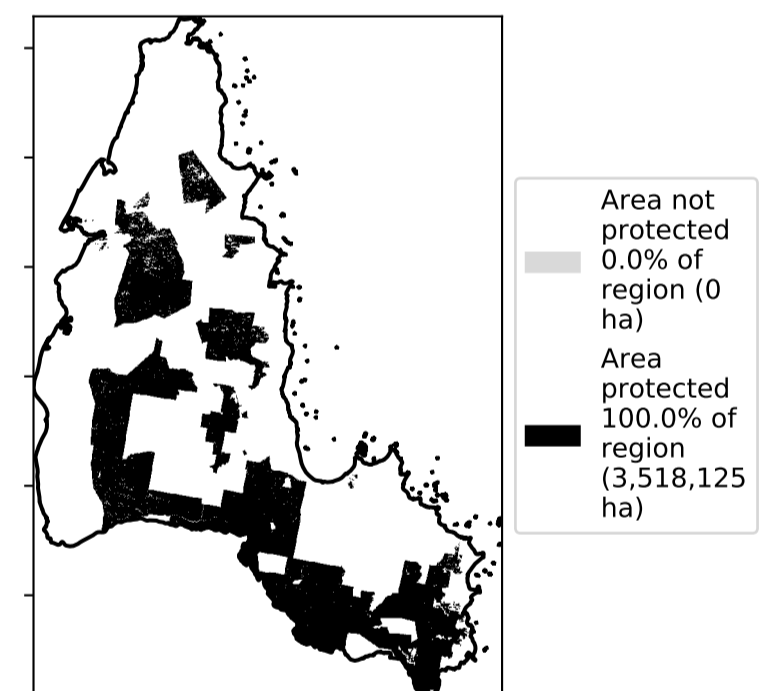 Area not
protected
0.0% of
region (0
ha)
Area
protected
100.0% of
region
(3,518,125
ha)